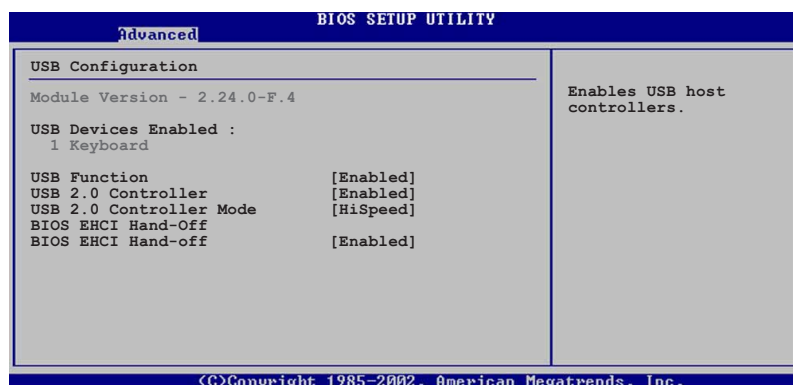 BIOS SETUP UTILITY
Advanced
USB Configuration
Module Version - 2.24.0-F.4
USB Devices Enabled :
1 Keyboard
USB Function [Enabled]
USB 2.0 Controller [Enabled]
USB 2.0 Controller Mode [HiSpeed]
BIOS EHCI Hand-Off
BIOS EHCI Hand-off [Enabled]
Enables USB host
controllers.
(C)Copyright 1985-2002, American Megatrends, Inc.